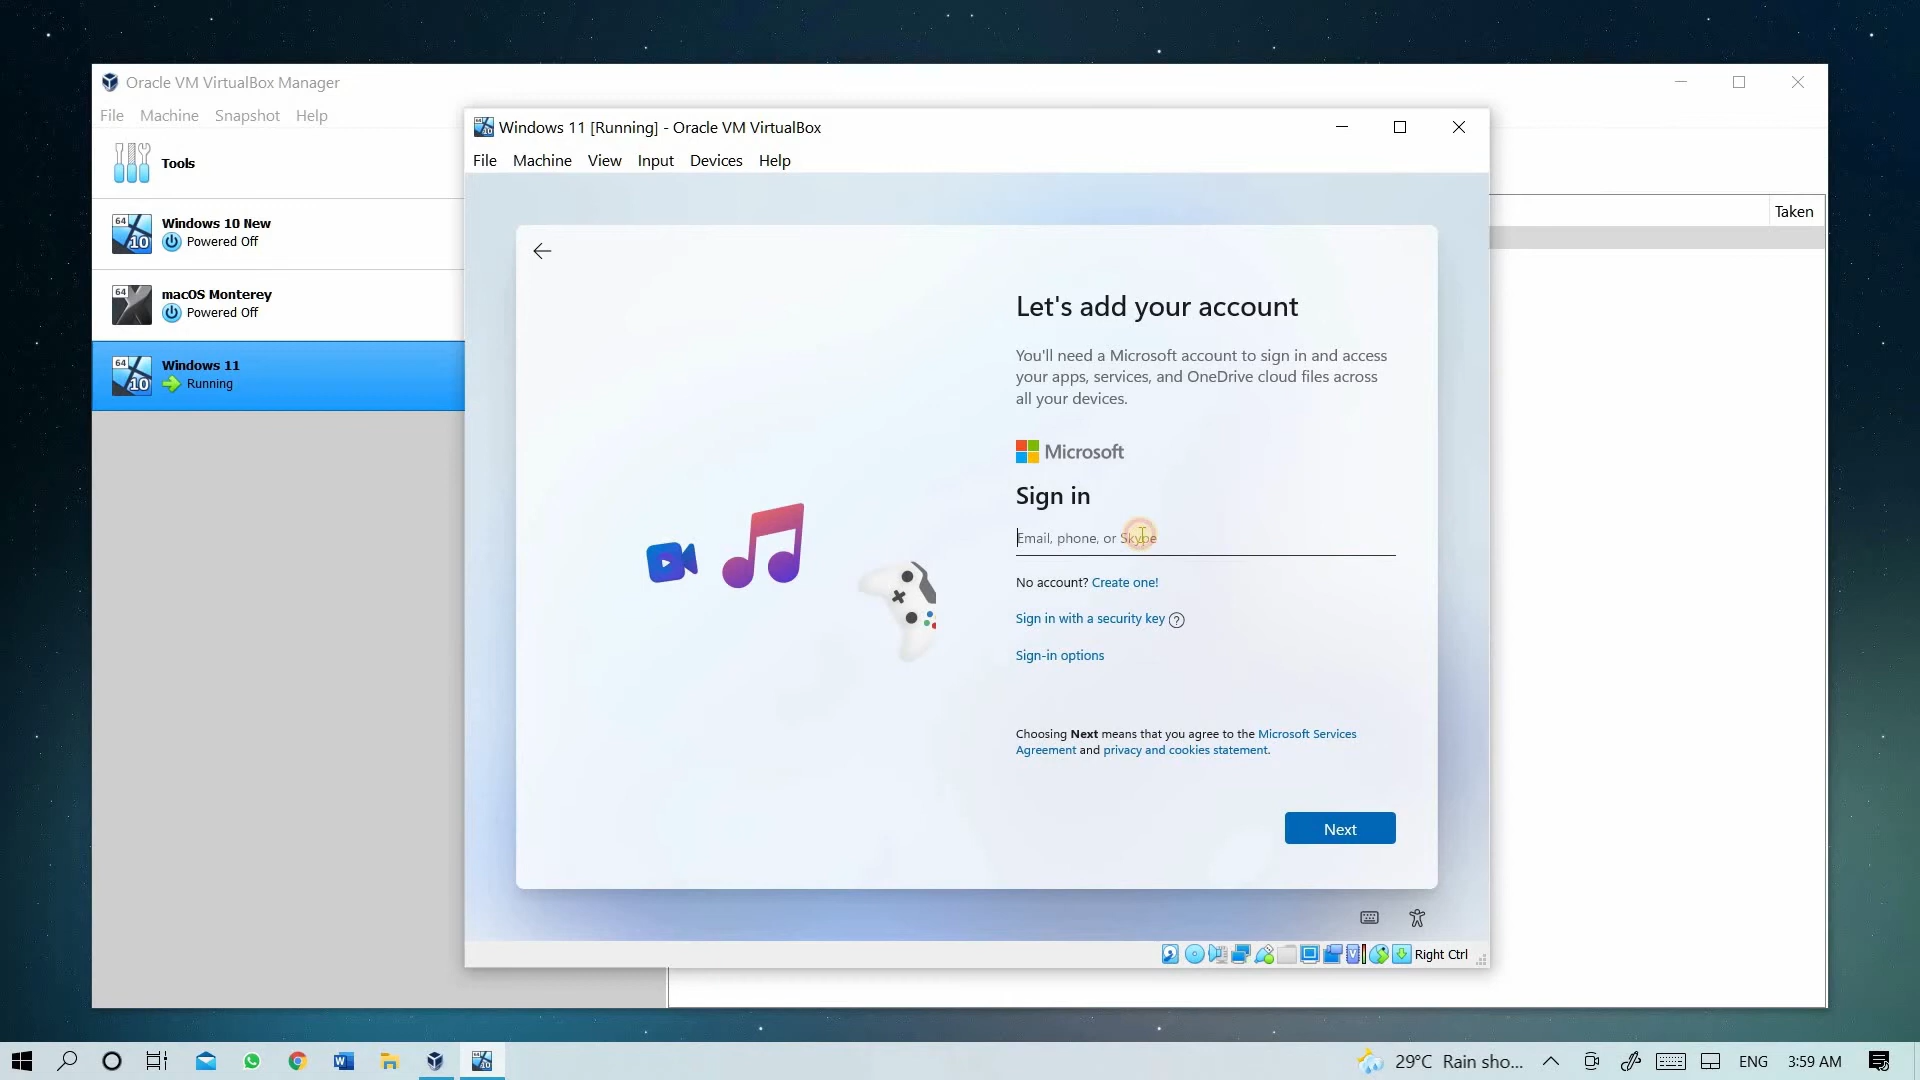 Oracle VM VirtualBox Manager
File Machine Snapshot Help
Tools
64
10
Windows 10 New
Powered Off
64
macOS Monterey
Powered Off
64
10
Windows 11
Running
Taken
Windows 11 [Running] - Oracle VM VirtualBox
File Machine View Input Devices Help
Let's add your account
You'll need a Microsoft account to sign in and access
your apps, services, and OneDrive cloud files across
all your devices.
Microsoft
Sign in
Email, phone, or Skype
No account? Create one!
Sign in with a security key ?
Sign-in options
Choosing Next means that you agree to the Microsoft Services
Agreement and privacy and cookies statement.
Next
Right Ctrl
29°C Rain sho...
ENG
3:59 AM